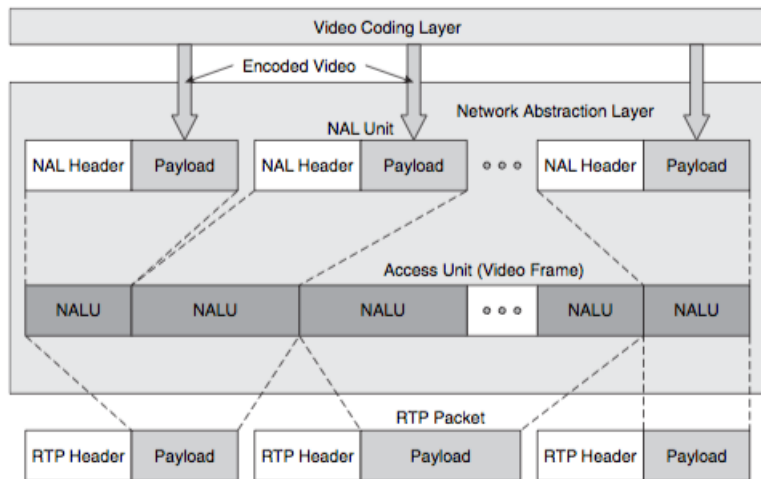 Video Coding Layer
Encoded Video
Network Abstraction Layer
NAL Unit
NAL Header Payload NAL Header Payload NAL Header Payload
Access Unit (Video Frame)
NALU NALU NALU NALU NALU
RTP Packet
RTP Header Payload RTP Header Payload RTP Header Payload